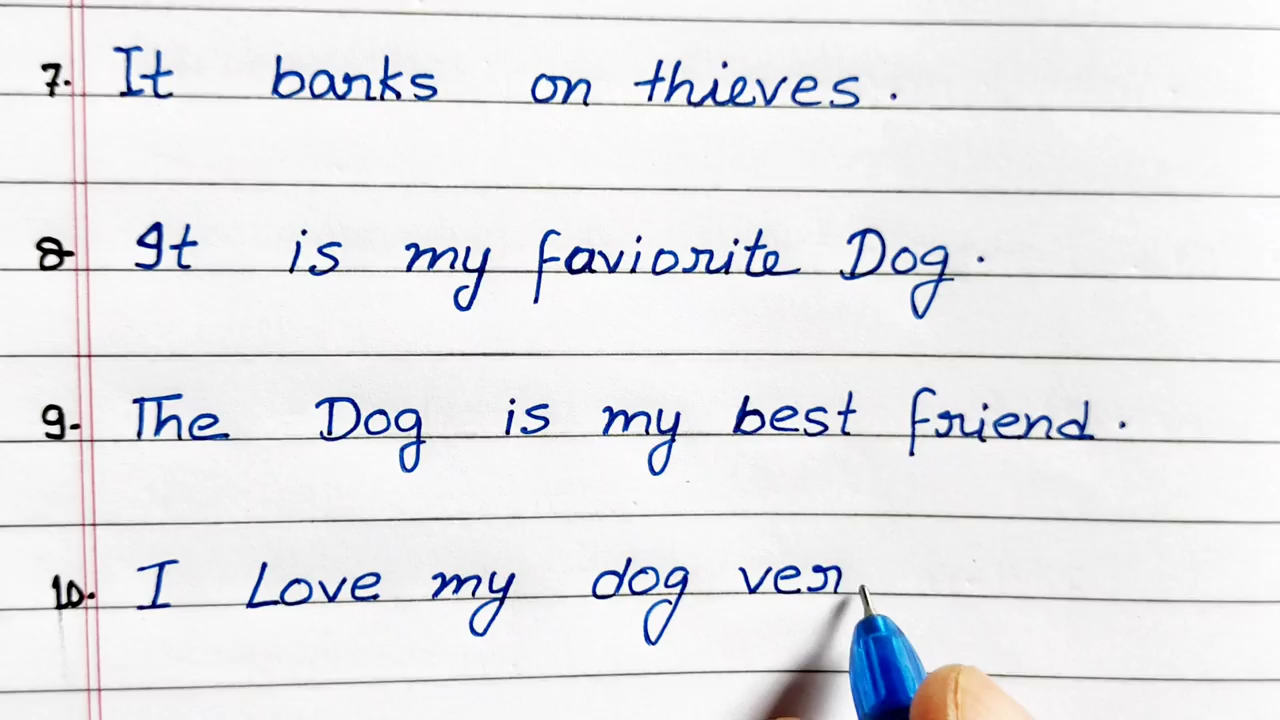 7. It barks on thieves.
8- It is my faviorite Dog.
9- The Dog is my best friend.
10. I Love my dog ver